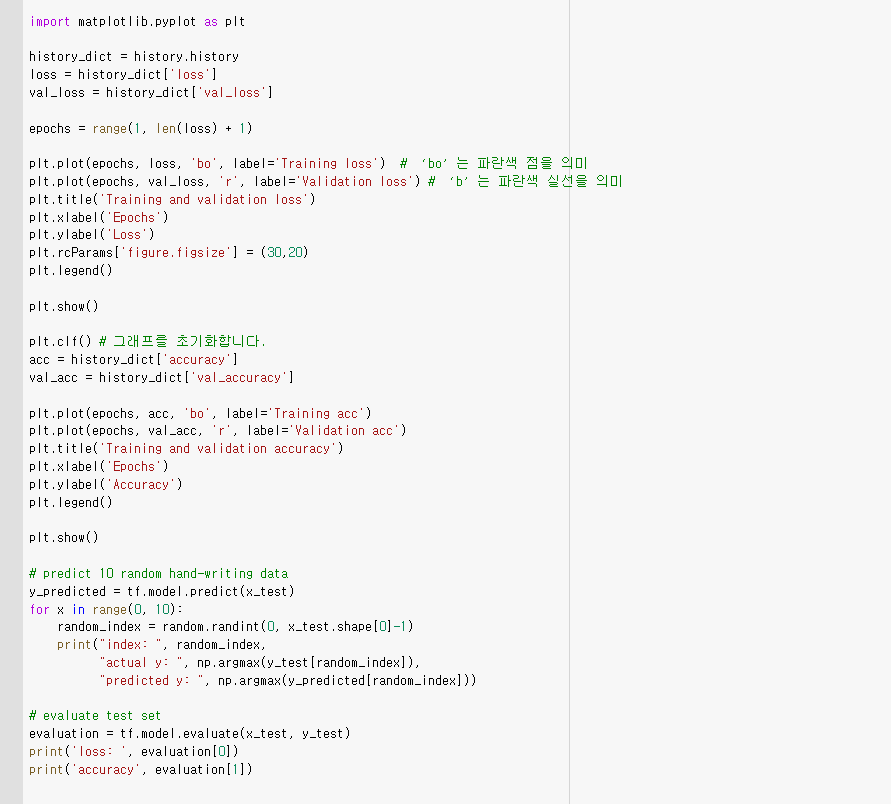 import matplotlib.pyplot as plt
history_dict = history.history
loss = history_dict['loss']
val_loss = history_dict['val_loss']
epochs = range(1, len(loss) + 1)
plt.plot(epochs, loss, 'bo', label='Training loss')  # ‘bo’ 는 파란색 점을 의미
plt.plot(epochs, val_loss, 'r', label='Validation loss') # ‘b’ 는 파란색 실선을 의미
plt.title('Training and validation loss')
plt.xlabel('Epochs')
plt.ylabel('Loss')
plt.rcParams['figure.figsize'] = (30,20)
plt.legend()
plt.show()
plt.clf() # 그래프를 초기화합니다.
acc = history_dict['accuracy']
val_acc = history_dict['val_accuracy']
plt.plot(epochs, acc, 'bo', label='Training acc')
plt.plot(epochs, val_acc, 'r', label='Validation acc')
plt.title('Training and validation accuracy')
plt.xlabel('Epochs')
plt.ylabel('Accuracy')
plt.legend()
plt.show()
# predict 10 random hand-writing data
y_predicted = tf.model.predict(x_test)
for x in range(0, 10):
    random_index = random.randint(0, x_test.shape[0]-1)
    print("index: ", random_index,
          "actual y: ", np.argmax(y_test[random_index]),
          "predicted y: ", np.argmax(y_predicted[random_index]))
# evaluate test set
evaluation = tf.model.evaluate(x_test, y_test)
print('loss: ', evaluation[0])
print('accuracy', evaluation[1])